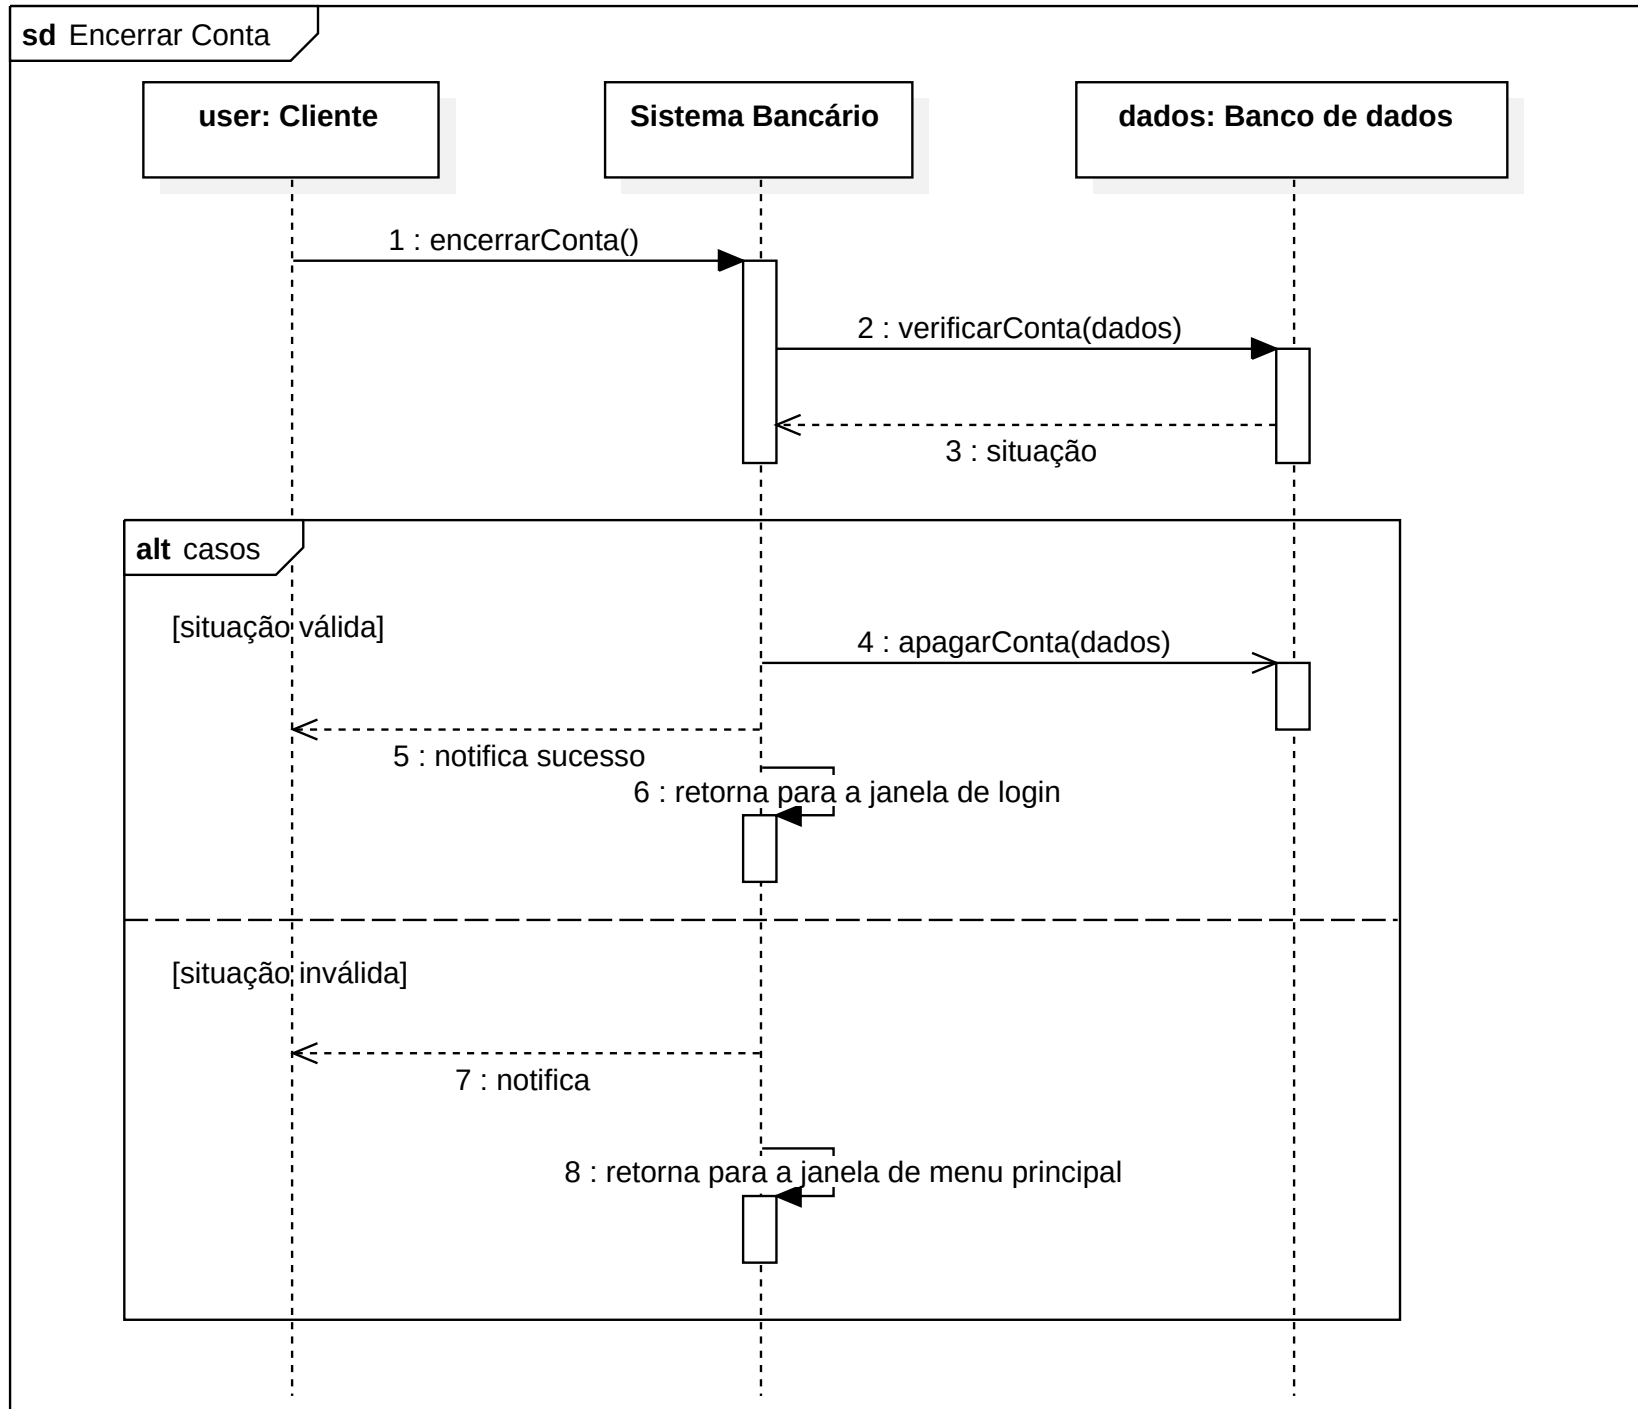 sd Encerrar Conta
user: Cliente
Sistema Bancário
dados: Banco de dados
1 : encerrarConta()
2 : verificarConta(dados)
3 : situação
alt casos
[situação válida]
4 : apagarConta(dados)
5 : notifica sucesso
6 : retorna para a janela de login
[situação inválida]
7 : notifica
8 : retorna para a janela de menu principal